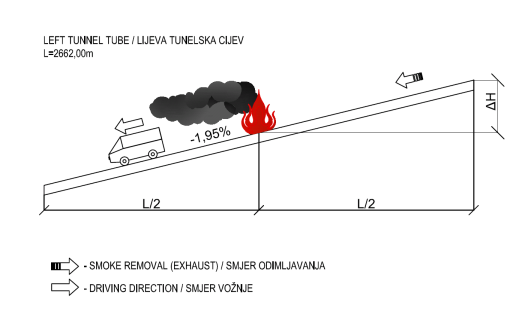 LEFT TUNNEL TUBE / LIJEVA TUNELSKA CIJEV
L=2662,00m
ΔH
-1,95%
L/2
L/2
- SMOKE REMOVAL (EXHAUST) / SMJER ODIMLJAVANJA
- DRIVING DIRECTION / SMJER VOŽNJE